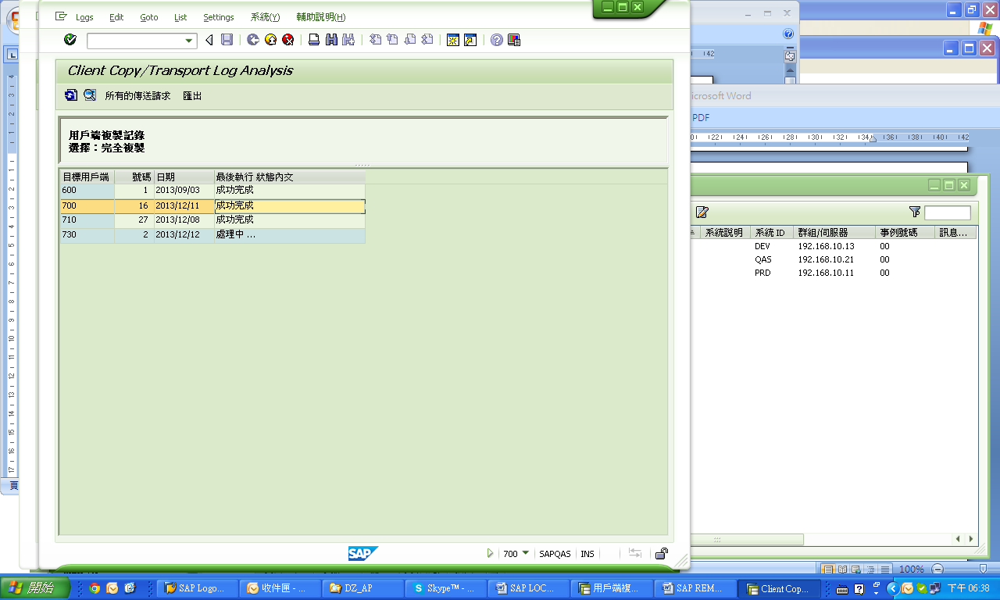 Log Edit Goto List Settings 系統(Y) 輔助說明(H)
Client Copy/Transport Log Analysis
所有的傳送請求 匯出
用戶端複製記錄
選擇：完全複製
目標用戶端 號碼 日期 最後執行 狀態內文
600 1 2013/09/03 成功完成
700 16 2013/12/11 成功完成
710 27 2013/12/08 成功完成
730 2 2013/12/12 處理中 ...
SAP 700 SAPQAS INS
icrosoft Word
PDF
系統說明 系統 ID 群組/伺服器 事例號碼 訊息...
DEV 192.168.10.13 00
QAS 192.168.10.21 00
PRD 192.168.10.11 00
100%
開始 SAP Logo... 收件匣 - ... DZ_AP Skype™ - ... SAP LOC... 用戶端複... SAP REM... Client Cop... 下午 06:38